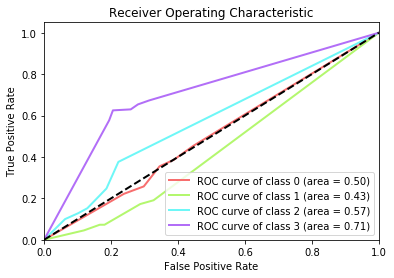 Receiver Operating Characteristic
True Positive Rate
1.0
0.8
0.6
0.4
0.2
0.0
ROC curve of class 0 (area = 0.50)
ROC curve of class 1 (area = 0.43)
ROC curve of class 2 (area = 0.57)
ROC curve of class 3 (area = 0.71)
0.0 0.2 0.4 0.6 0.8 1.0
False Positive Rate